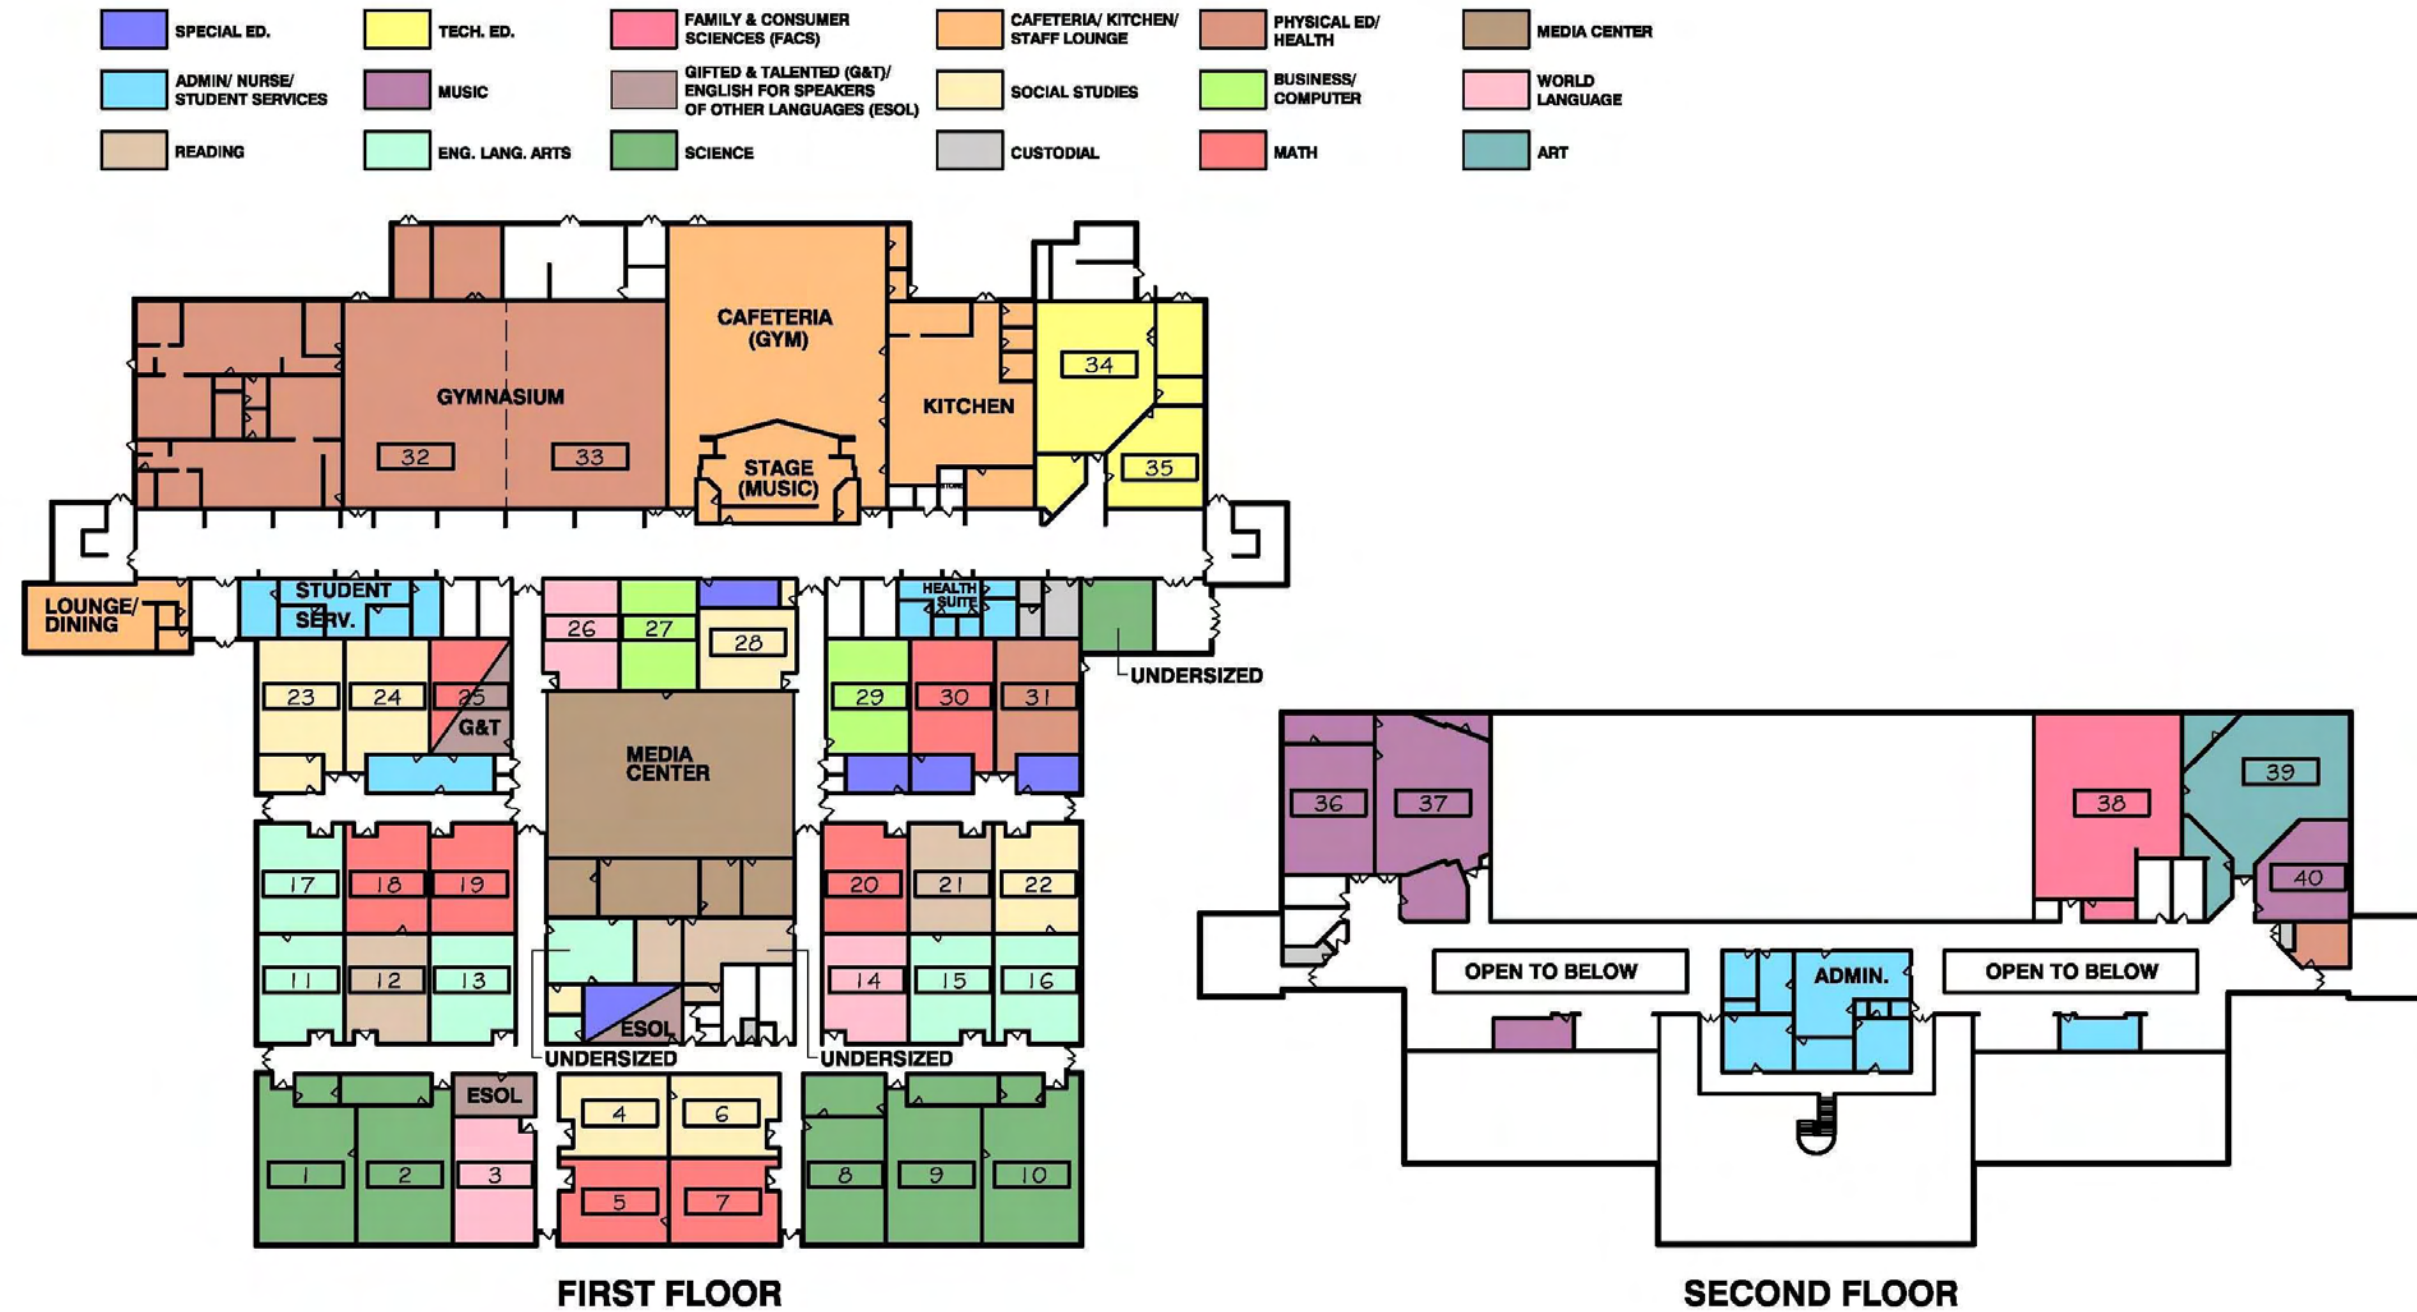 SPECIAL ED.
TECH. ED.
FAMILY & CONSUMER
SCIENCES (FACS)
CAFETERIA/ KITCHEN/
STAFF LOUNGE
PHYSICAL ED/
HEALTH
MEDIA CENTER
ADMIN/ NURSE/
STUDENT SERVICES
MUSIC
GIFTED & TALENTED (G&T)/
ENGLISH FOR SPEAKERS
OF OTHER LANGUAGES (ESOL)
SOCIAL STUDIES
BUSINESS/
COMPUTER
WORLD
LANGUAGE
READING
ENG. LANG. ARTS
SCIENCE
CUSTODIAL
MATH
ART
CAFETERIA
(GYM)
34
GYMNASIUM
KITCHEN
32
33
STAGE
(MUSIC)
35
LOUNGE/
DINING
STUDENT
SERV.
HEALTH
SUITE
26
27
28
UNDERSIZED
23
24
25
G&T
29
30
31
MEDIA
CENTER
17
18
19
20
21
22
11
12
13
14
15
16
ESOL
UNDERSIZED
UNDERSIZED
ESOL
4
6
1
2
3
5
7
8
9
10
FIRST FLOOR
36
37
38
39
40
OPEN TO BELOW
ADMIN.
OPEN TO BELOW
SECOND FLOOR